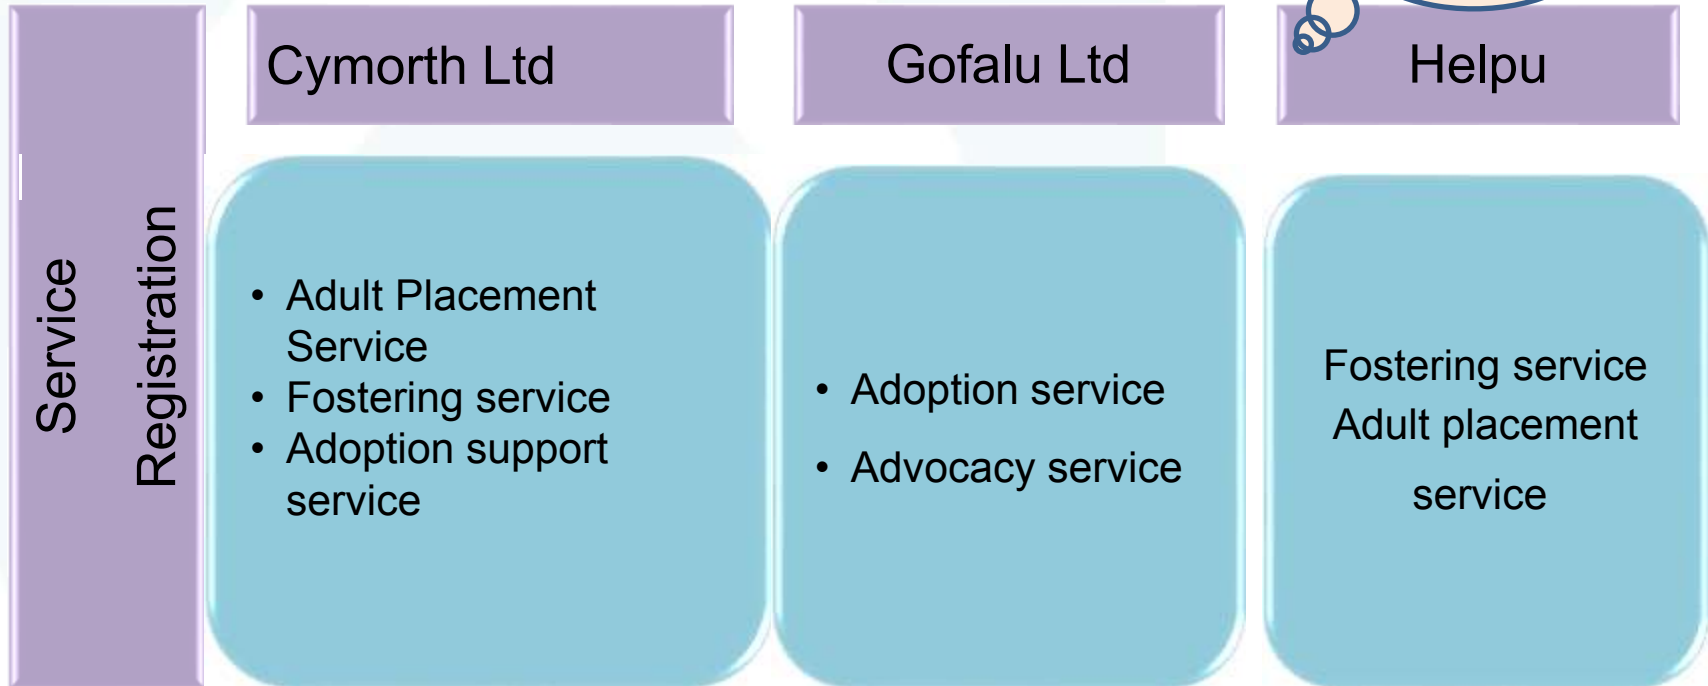 Service
Registration
Cymorth Ltd
Gofalu Ltd
Helpu
• Adult Placement
Service
• Fostering service
• Adoption support
service
• Adoption service
• Advocacy service
Fostering service
Adult placement
service